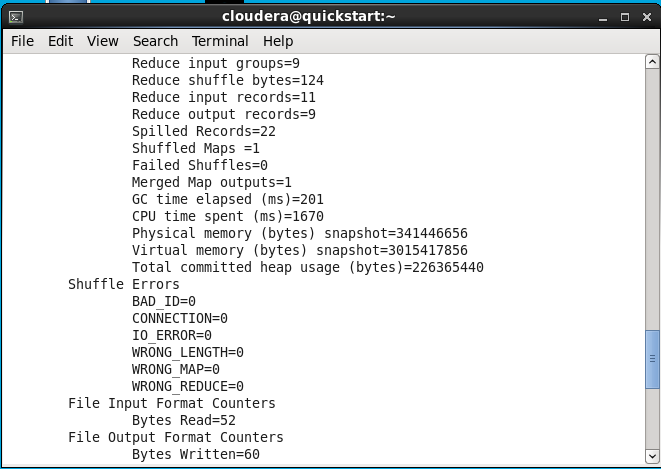 cloudera@quickstart:~
File Edit View Search Terminal Help
Reduce input groups=9
Reduce shuffle bytes=124
Reduce input records=11
Reduce output records=9
Spilled Records=22
Shuffled Maps =1
Failed Shuffles=0
Merged Map outputs=1
GC time elapsed (ms)=201
CPU time spent (ms)=1670
Physical memory (bytes) snapshot=341446656
Virtual memory (bytes) snapshot=3015417856
Total committed heap usage (bytes)=226365440
Shuffle Errors
BAD_ID=0
CONNECTION=0
IO_ERROR=0
WRONG_LENGTH=0
WRONG_MAP=0
WRONG_REDUCE=0
File Input Format Counters
Bytes Read=52
File Output Format Counters
Bytes Written=60